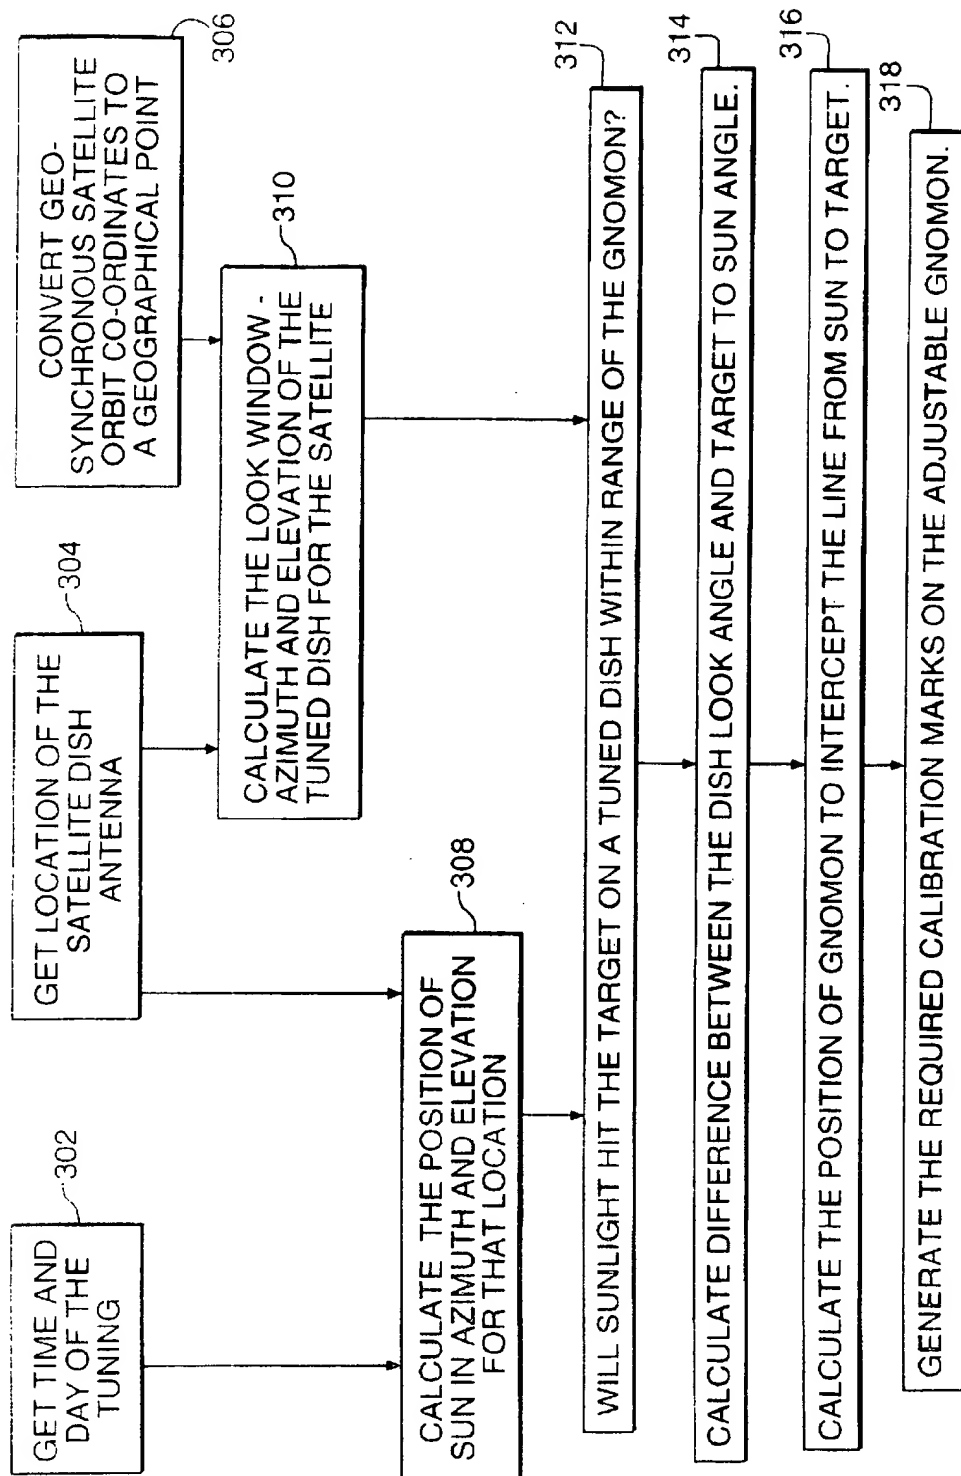 GET TIME AND
DAY OF THE
TUNING
302
GET LOCATION OF THE
SATELLITE DISH
ANTENNA
304
CONVERT GEO-
SYNCHRONOUS SATELLITE
ORBIT CO-ORDINATES TO
A GEOGRAPHICAL POINT
306
CALCULATE THE LOOK WINDOW -
AZIMUTH AND ELEVATION OF THE
TUNED DISH FOR THE SATELLITE
310
CALCULATE THE POSITION OF
SUN IN AZIMUTH AND ELEVATION
FOR THAT LOCATION
308
WILL SUNLIGHT HIT THE TARGET ON A TUNED DISH WITHIN RANGE OF THE GNOMON?
312
CALCULATE DIFFERENCE BETWEEN THE DISH LOOK ANGLE AND TARGET TO SUN ANGLE.
314
CALCULATE THE POSITION OF GNOMON TO INTERCEPT THE LINE FROM SUN TO TARGET.
316
GENERATE THE REQUIRED CALIBRATION MARKS ON THE ADJUSTABLE GNOMON.
318